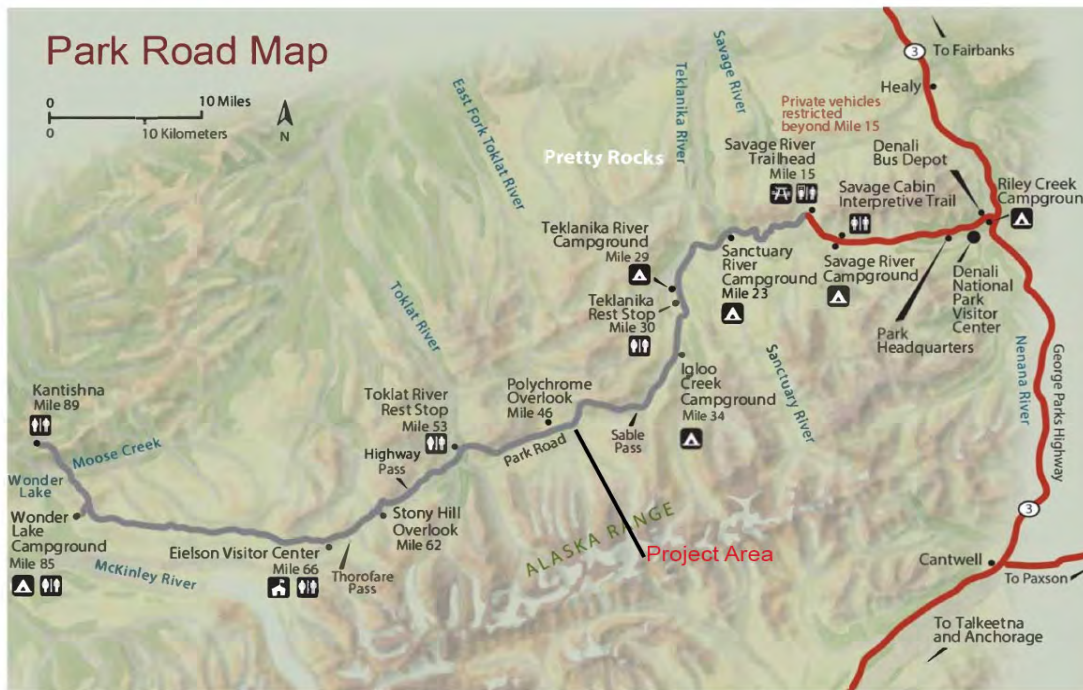 Park Road Map
0
10 Miles
0
10 Kilometers
N
East Fork Toklat River
Teklanika River
Savage River
3
To Fairbanks
Healy
Private vehicles
restricted
beyond Mile 15
Pretty Rocks
Savage River
Trailhead
Mile 15
Denali
Bus Depot
Riley Creek
Campground
Savage Cabin
Interpretive Trail
Teklanika River
Campground
Mile 29
Sanctuary
River
Campground
Mile 23
Savage River
Campground
Denali
National
Park
Visitor
Center
Park
Headquarters
Teklanika
Rest Stop
Mile 30
Toklat River
Sanctuary River
Nenana River
George Parks Highway
Igloo
Creek
Campground
Mile 34
Kantishna
Mile 89
Toklat River
Rest Stop
Mile 53
Polychrome
Overlook
Mile 46
Sable
Pass
Park Road
Highway
Pass
Moose Creek
Wonder
Lake
Wonder
Lake
Campground
Mile 85
Stony Hill
Overlook
Mile 62
Eielson Visitor Center
Mile 66
Thorofare
Pass
McKinley River
ALASKA RANGE
Project Area
3
Cantwell
To Paxson
To Talkeetna
and Anchorage